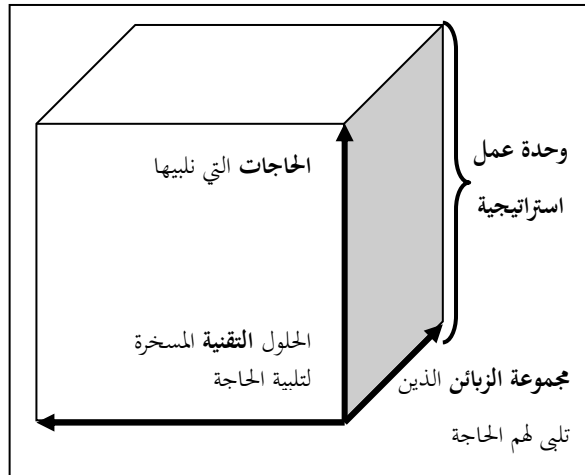 الحاجات التي نلبيها
وحدة عمل
استراتيجية
الحلول التقنية المسخرة
لتلبية الحاجة
مجموعة الزبائن الذين
تلبى لهم الحاجة